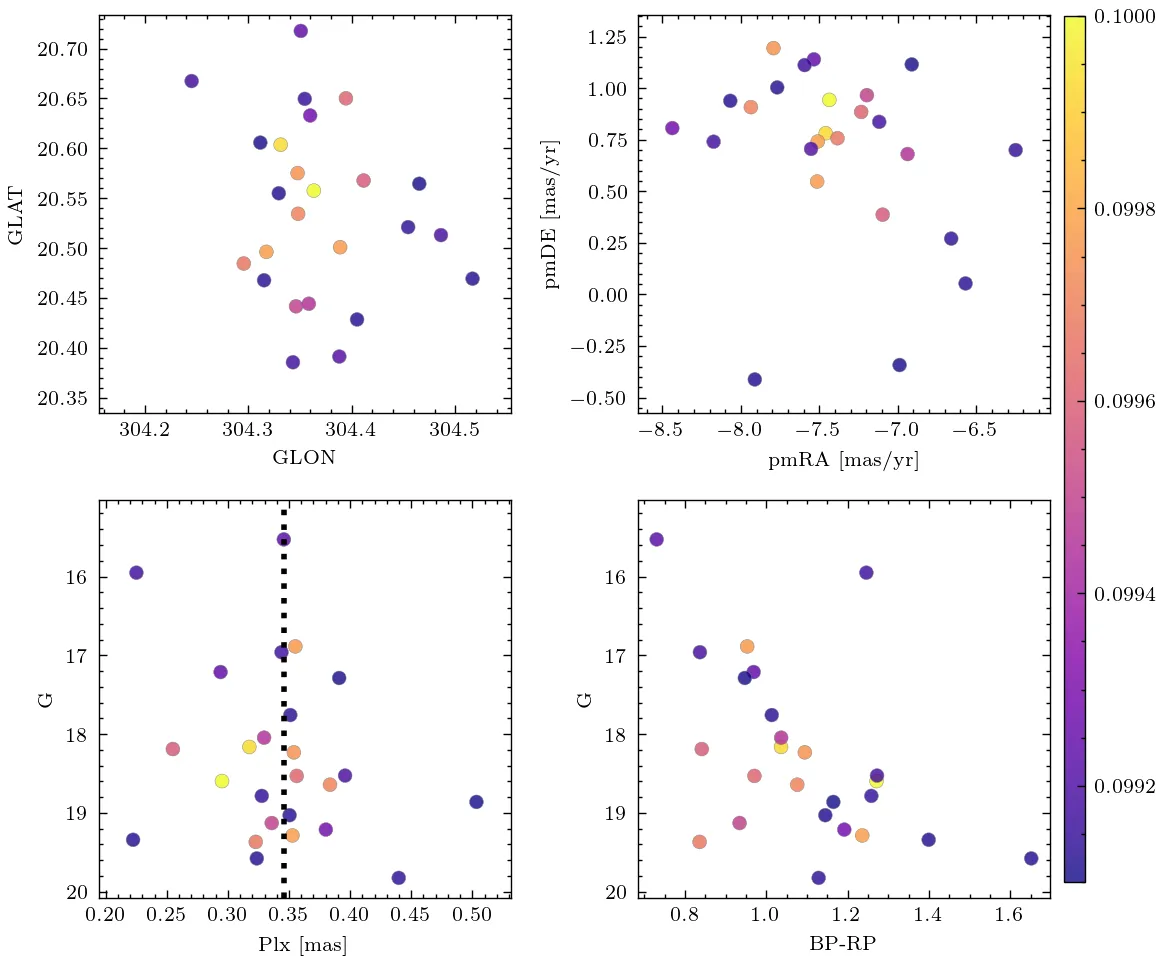 20.70
20.65
20.60
20.55
20.50
20.45
20.40
20.35
GLAT
304.2 304.3 304.4 304.5
GLON
1.25
1.00
0.75
0.50
0.25
0.00
−0.25
−0.50
pmDE [mas/yr]
−8.5 −8.0 −7.5 −7.0 −6.5
pmRA [mas/yr]
16
17
18
19
20
G
0.20 0.25 0.30 0.35 0.40 0.45 0.50
Plx [mas]
16
17
18
19
20
G
0.8 1.0 1.2 1.4 1.6
BP-RP
0.1000
0.0998
0.0996
0.0994
0.0992